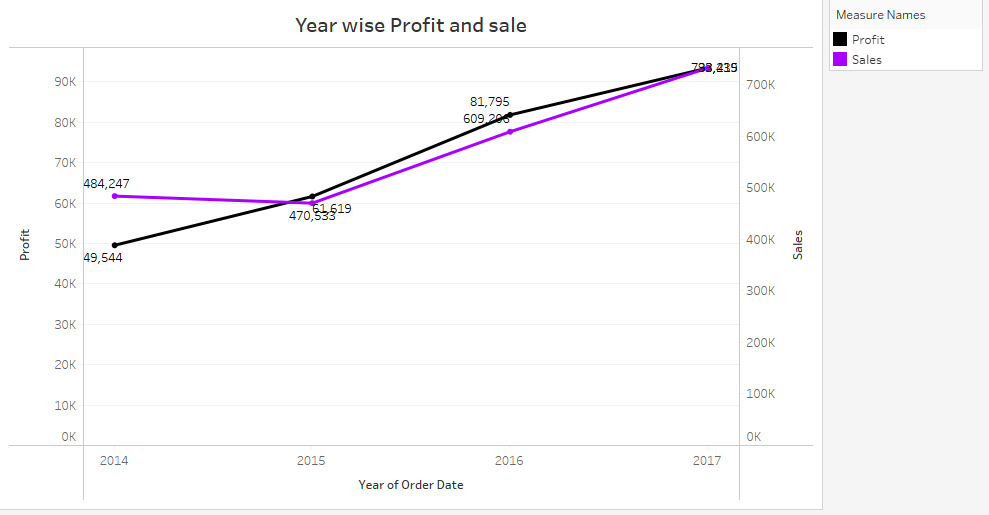 Year wise Profit and sale
Measure Names
Profit
Sales
90K
80K
70K
60K
50K
40K
30K
20K
10K
0K
Profit
700K
600K
500K
400K
300K
200K
100K
0K
Sales
484,247
49,544
61,619
470,533
81,795
2014
2015
2016
2017
Year of Order Date